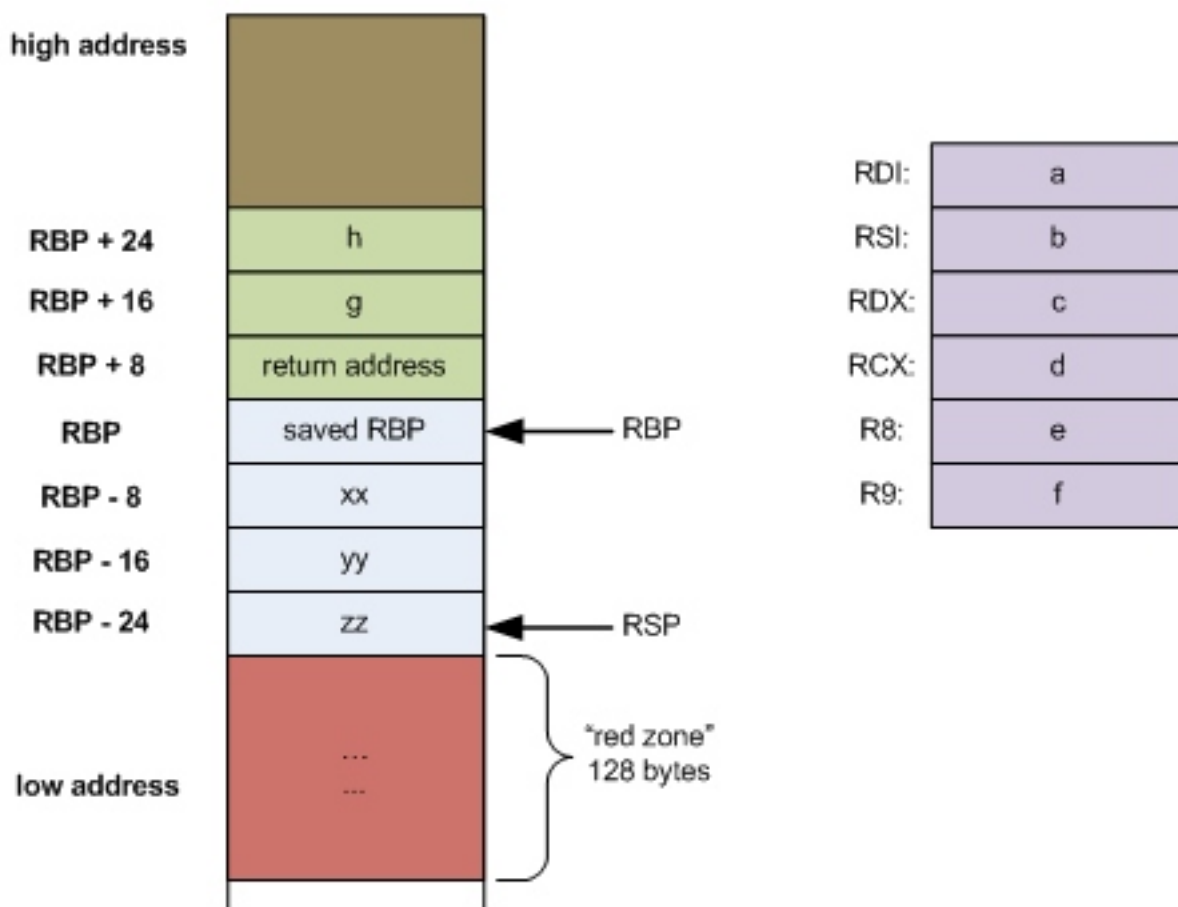 high address
RBP + 24
h
RBP + 16
g
RBP + 8
return address
RBP
saved RBP
RBP
RBP - 8
xx
RBP - 16
yy
RBP - 24
zz
RSP
...
...
"red zone"
128 bytes
low address
RDI:
a
RSI:
b
RDX:
c
RCX:
d
R8:
e
R9:
f